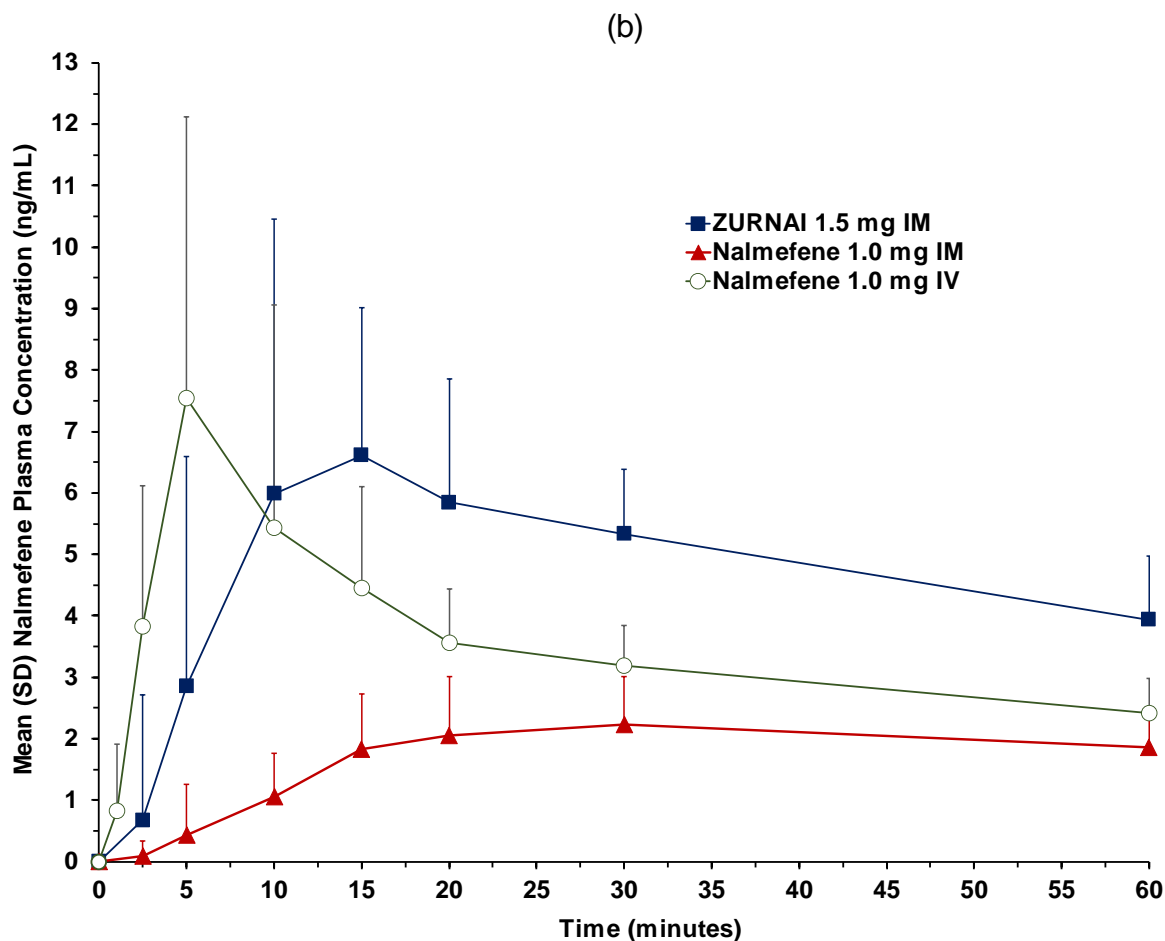 (b)
Mean (SD) Nalmefene Plasma Concentration (ng/mL)
13
12
11
10
9
8
7
6
5
4
3
2
1
0
ZURNAI 1.5 mg IM
Nalmefene 1.0 mg IM
Nalmefene 1.0 mg IV
0 5 10 15 20 25 30 35 40 45 50 55 60
Time (minutes)